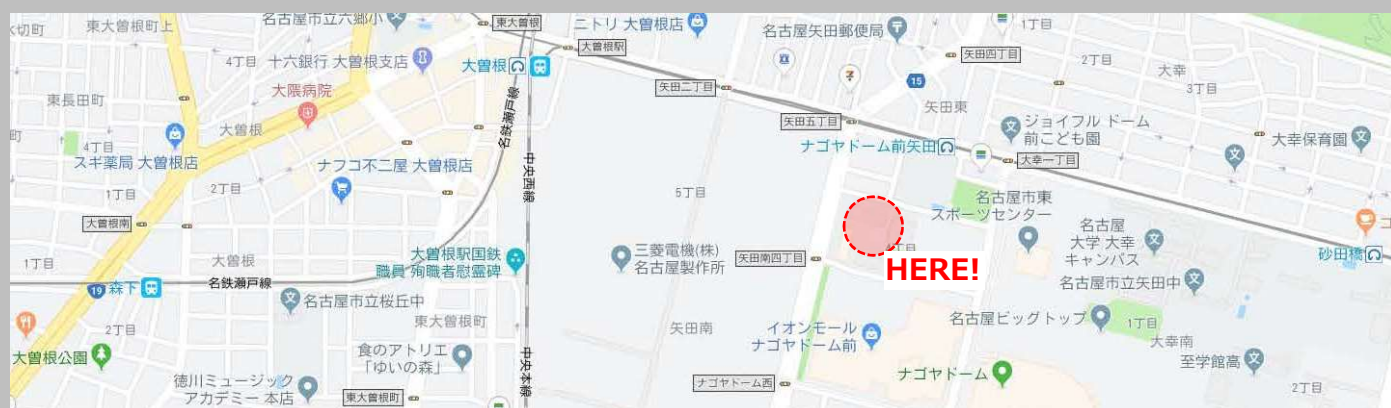 名古屋市立六郷小
東大曽根
ニトリ 大曽根店
名古屋矢田郵便局
1丁目
水切町
東大曽根町上
4丁目
十六銀行 大曽根支店
大曽根駅
矢田四丁目
2丁目
大曽根
15
大幸
大隈病院
矢田二丁目
3丁目
東長田町
名鉄瀬戸線
矢田東
大曽根
矢田五丁目
ジョイフル ドーム
前こども園
4丁目
スギ薬局 大曽根店
ナゴヤドーム前矢田
大幸保育園
ナフコ不二屋 大曽根店
中央西線
大幸一丁目
1丁目
2丁目
5丁目
名古屋市東
スポーツセンター
大曽根南
名古屋
大学 大幸
キャンパス
大曽根駅国鉄
職員 殉職者慰霊碑
三菱電機(株)
名古屋製作所
矢田南四丁目
砂田橋
1丁目
大曽根
HERE!
名鉄瀬戸線
名古屋市立矢田中
19
森下
名古屋市立桜丘中
2丁目
東大曽根町
矢田南
イオンモール
ナゴヤドーム前
名古屋ビッグトップ
1丁目
大幸南
大曽根公園
食のアトリエ
「ゆいの森」
中央本線
至学館高
徳川ミュージック
アカデミー 本店
ナゴヤドーム西
ナゴヤドーム
2丁目
東大曽根町